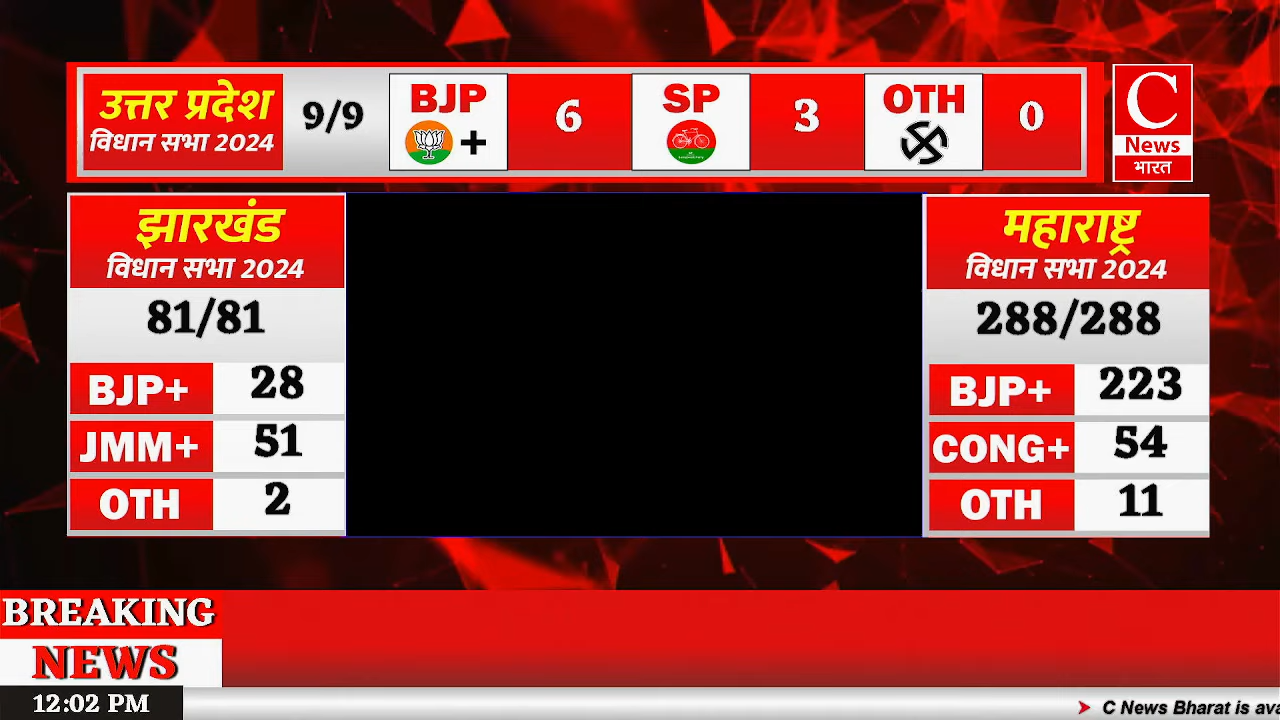 उत्तर प्रदेश
विधान सभा 2024
9/9
BJP
+
6
SP
3
OTH
0
C
News
भारत
झारखंड
विधान सभा 2024
81/81
BJP+ 28
JMM+ 51
OTH 2
महाराष्ट्र
विधान सभा 2024
288/288
BJP+ 223
CONG+ 54
OTH 11
BREAKING
NEWS
12:02 PM
C News Bharat is ava